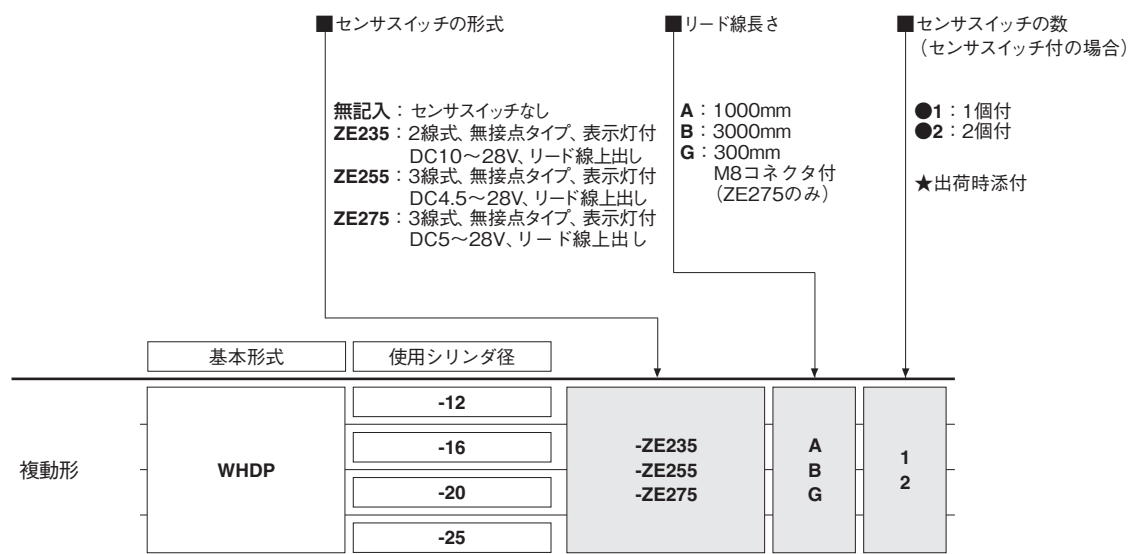 ■センサスイッチの形式
無記入：センサスイッチなし
ZE235：2線式、無接点タイプ、表示灯付
DC10〜28V、リード線上出し
ZE255：3線式、無接点タイプ、表示灯付
DC4.5〜28V、リード線上出し
ZE275：3線式、無接点タイプ、表示灯付
DC5〜28V、リード線上出し
■リード線長さ
A：1000mm
B：3000mm
G：300mm
M8コネクタ付
（ZE275のみ）
■センサスイッチの数
（センサスイッチ付の場合）
●1：1個付
●2：2個付
★出荷時添付
基本形式
使用シリンダ径
複動形
WHDP
-12
-16
-20
-25
-ZE235
-ZE255
-ZE275
A
B
G
1
2